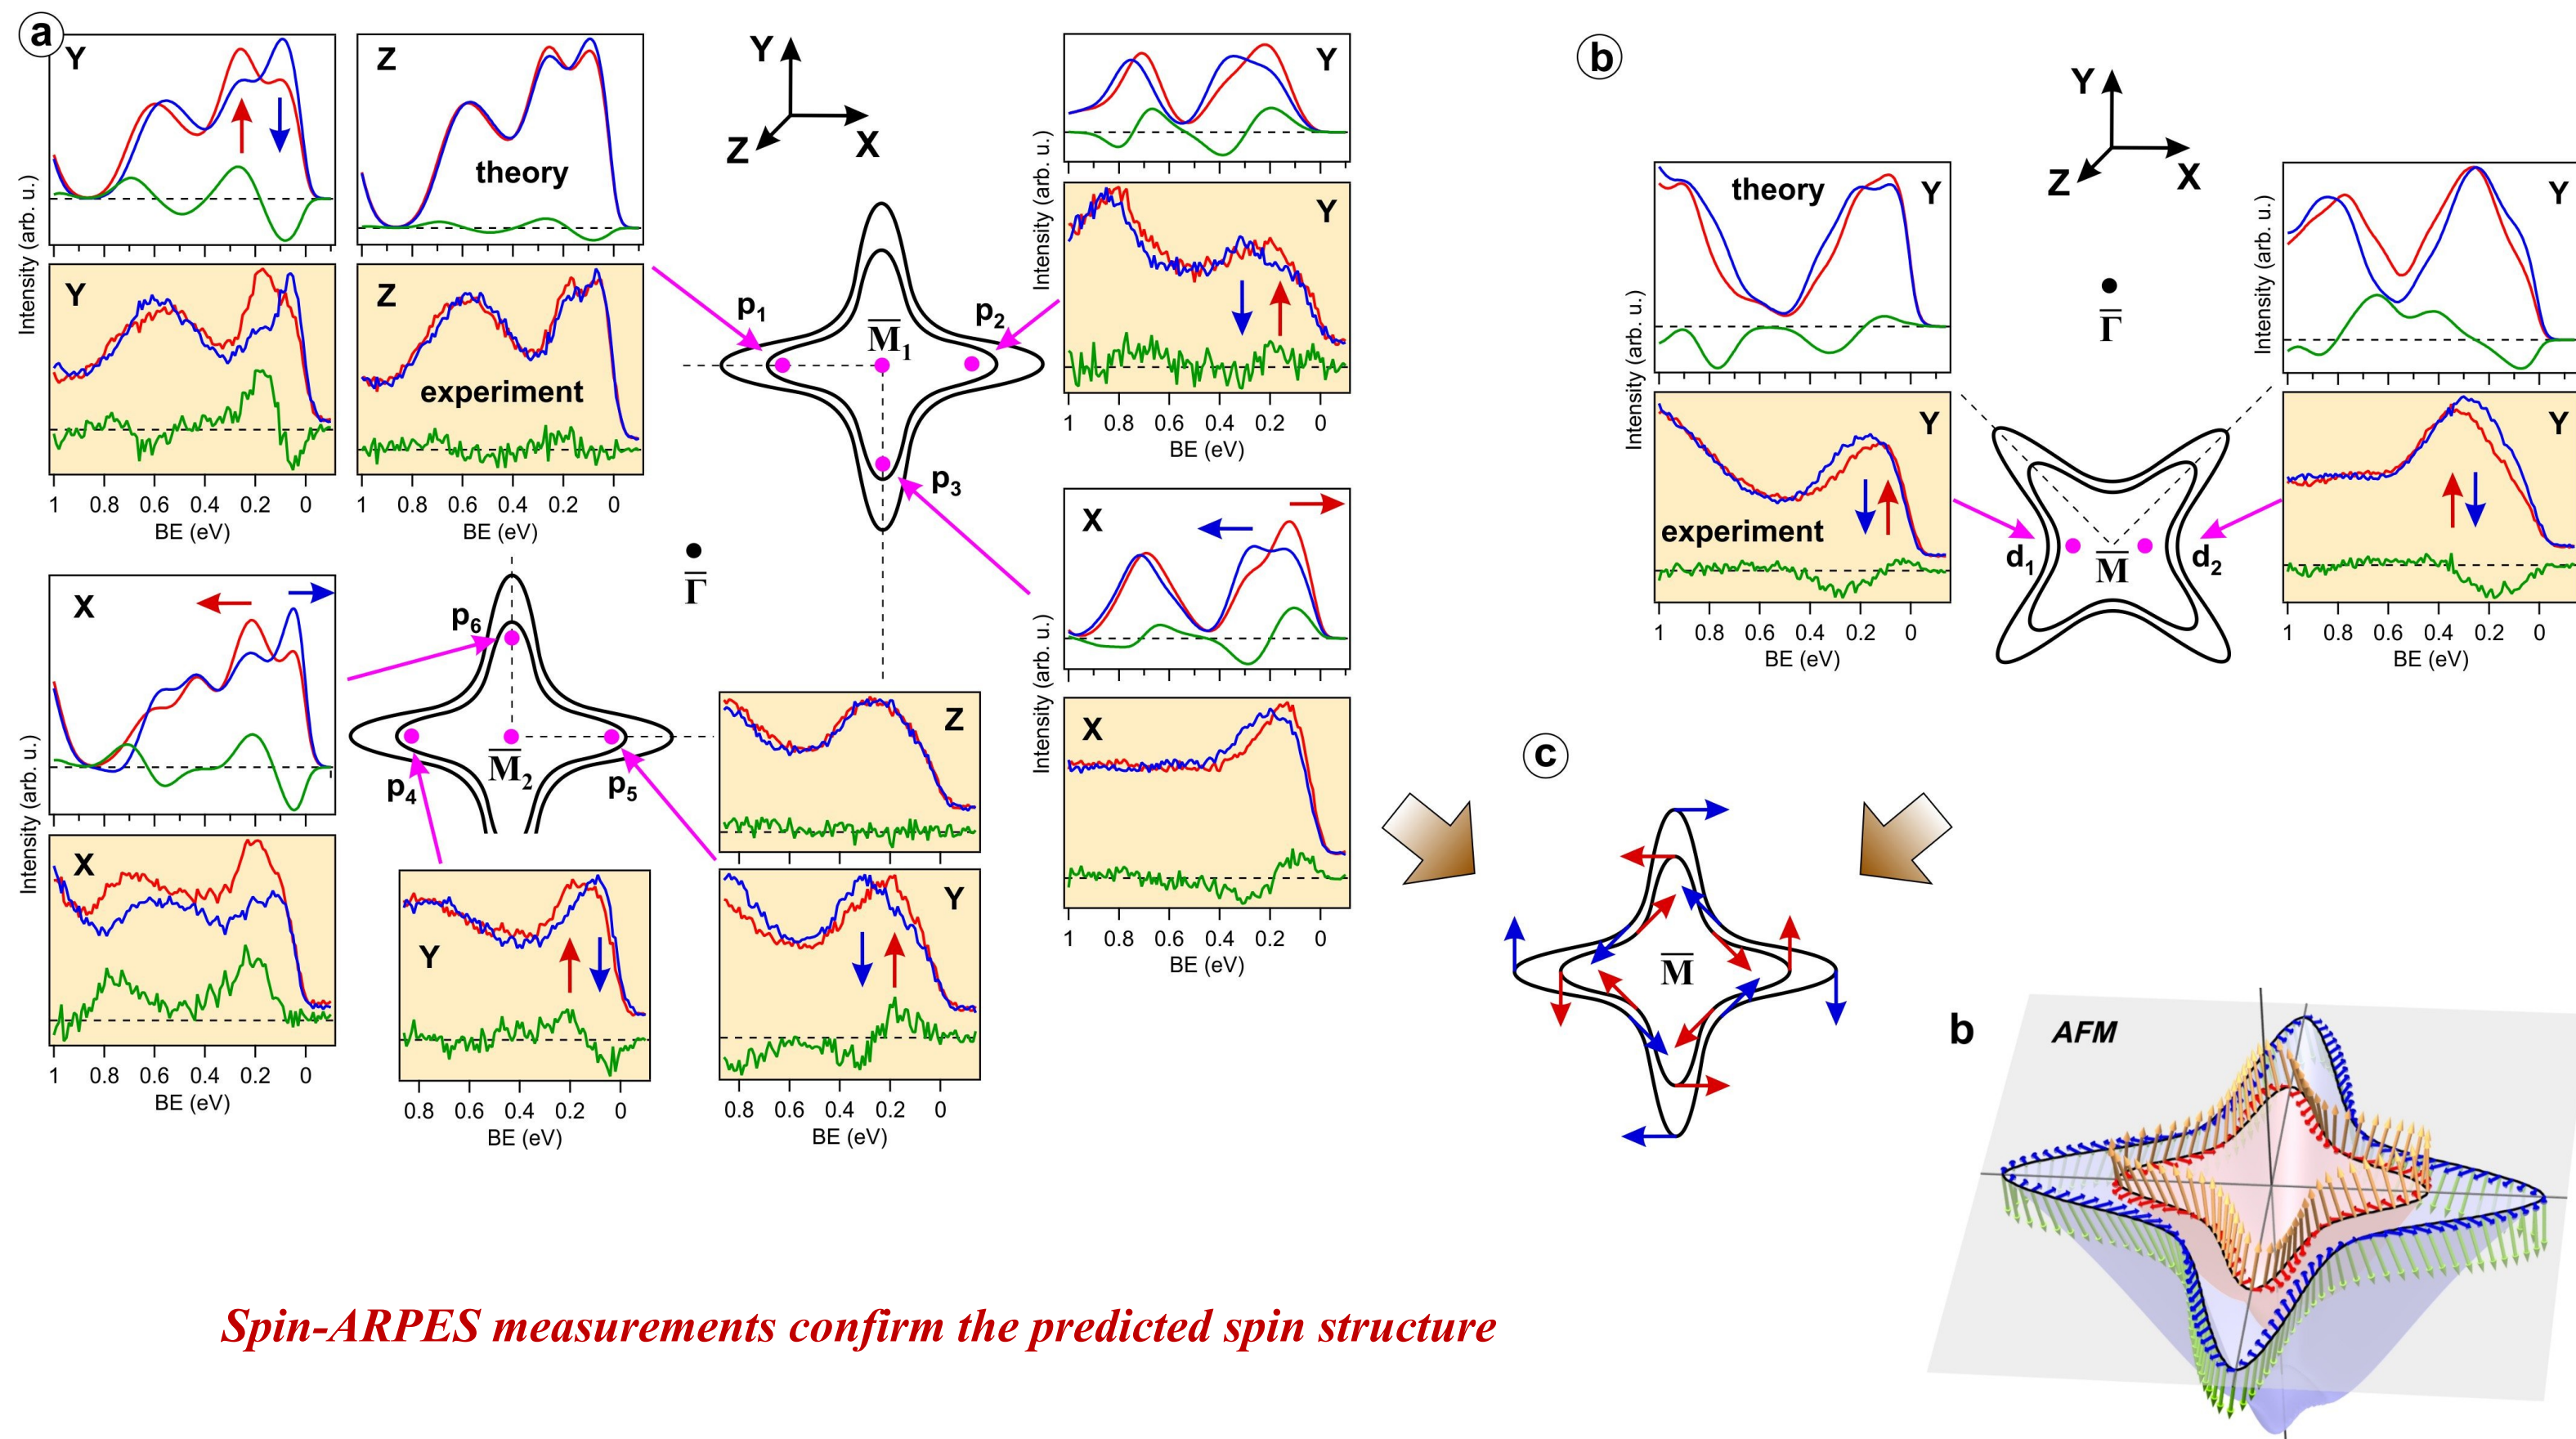 a
Y
Intensity (arb. u.)
Z
theory
Y
1 0.8 0.6 0.4 0.2 0
BE (eV)
Z
experiment
1 0.8 0.6 0.4 0.2 0
BE (eV)
Y
Z
X
p1
p2
M̅1
p3
Y
Intensity (arb. u.)
Y
1 0.8 0.6 0.4 0.2 0
BE (eV)
Γ̅
X
Intensity (arb. u.)
X
1 0.8 0.6 0.4 0.2 0
BE (eV)
p6
M̅2
p4
p5
X
Intensity (arb. u.)
X
1 0.8 0.6 0.4 0.2 0
BE (eV)
Y
0.8 0.6 0.4 0.2 0
BE (eV)
Z
Y
0.8 0.6 0.4 0.2 0
BE (eV)
b
Y
Z
X
Γ̅
theory
Y
Intensity (arb. u.)
Y
experiment
1 0.8 0.6 0.4 0.2 0
BE (eV)
Y
Intensity (arb. u.)
Y
1 0.8 0.6 0.4 0.2 0
BE (eV)
d1
M̅
d2
c
M̅
b
AFM
Spin-ARPES measurements confirm the predicted spin structure